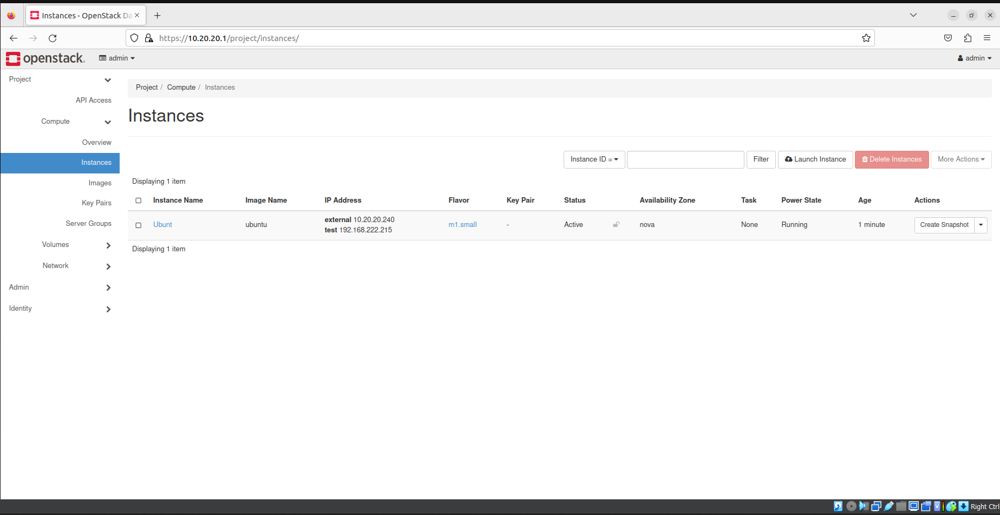 Instances - OpenStack Da
https://10.20.20.1/project/instances/
openstack. admin admin
Project
API Access
Compute
Overview
Instances
Images
Key Pairs
Server Groups
Volumes
Network
Admin
Identity
Project / Compute / Instances
Instances
Instance ID = Filter Launch Instance Delete Instances More Actions
Displaying 1 item
Instance Name Image Name IP Address Flavor Key Pair Status Availability Zone Task Power State Age Actions
Ubunt ubuntu external 10.20.20.240 m1.small - Active nova None Running 1 minute Create Snapshot
test 192.168.222.215
Displaying 1 item
Right Ctrl